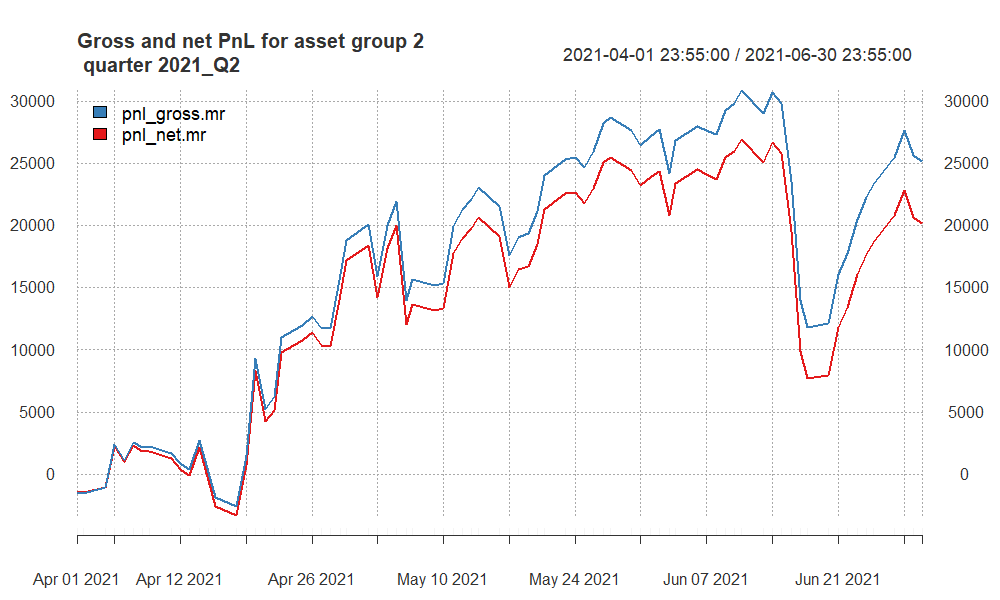 Gross and net PnL for asset group 2
quarter 2021_Q2
2021-04-01 23:55:00 / 2021-06-30 23:55:00
pnl_gross.mr
pnl_net.mr
30000 30000
25000 25000
20000 20000
15000 15000
10000 10000
5000 5000
0 0
Apr 01 2021 Apr 12 2021 Apr 26 2021 May 10 2021 May 24 2021 Jun 07 2021 Jun 21 2021